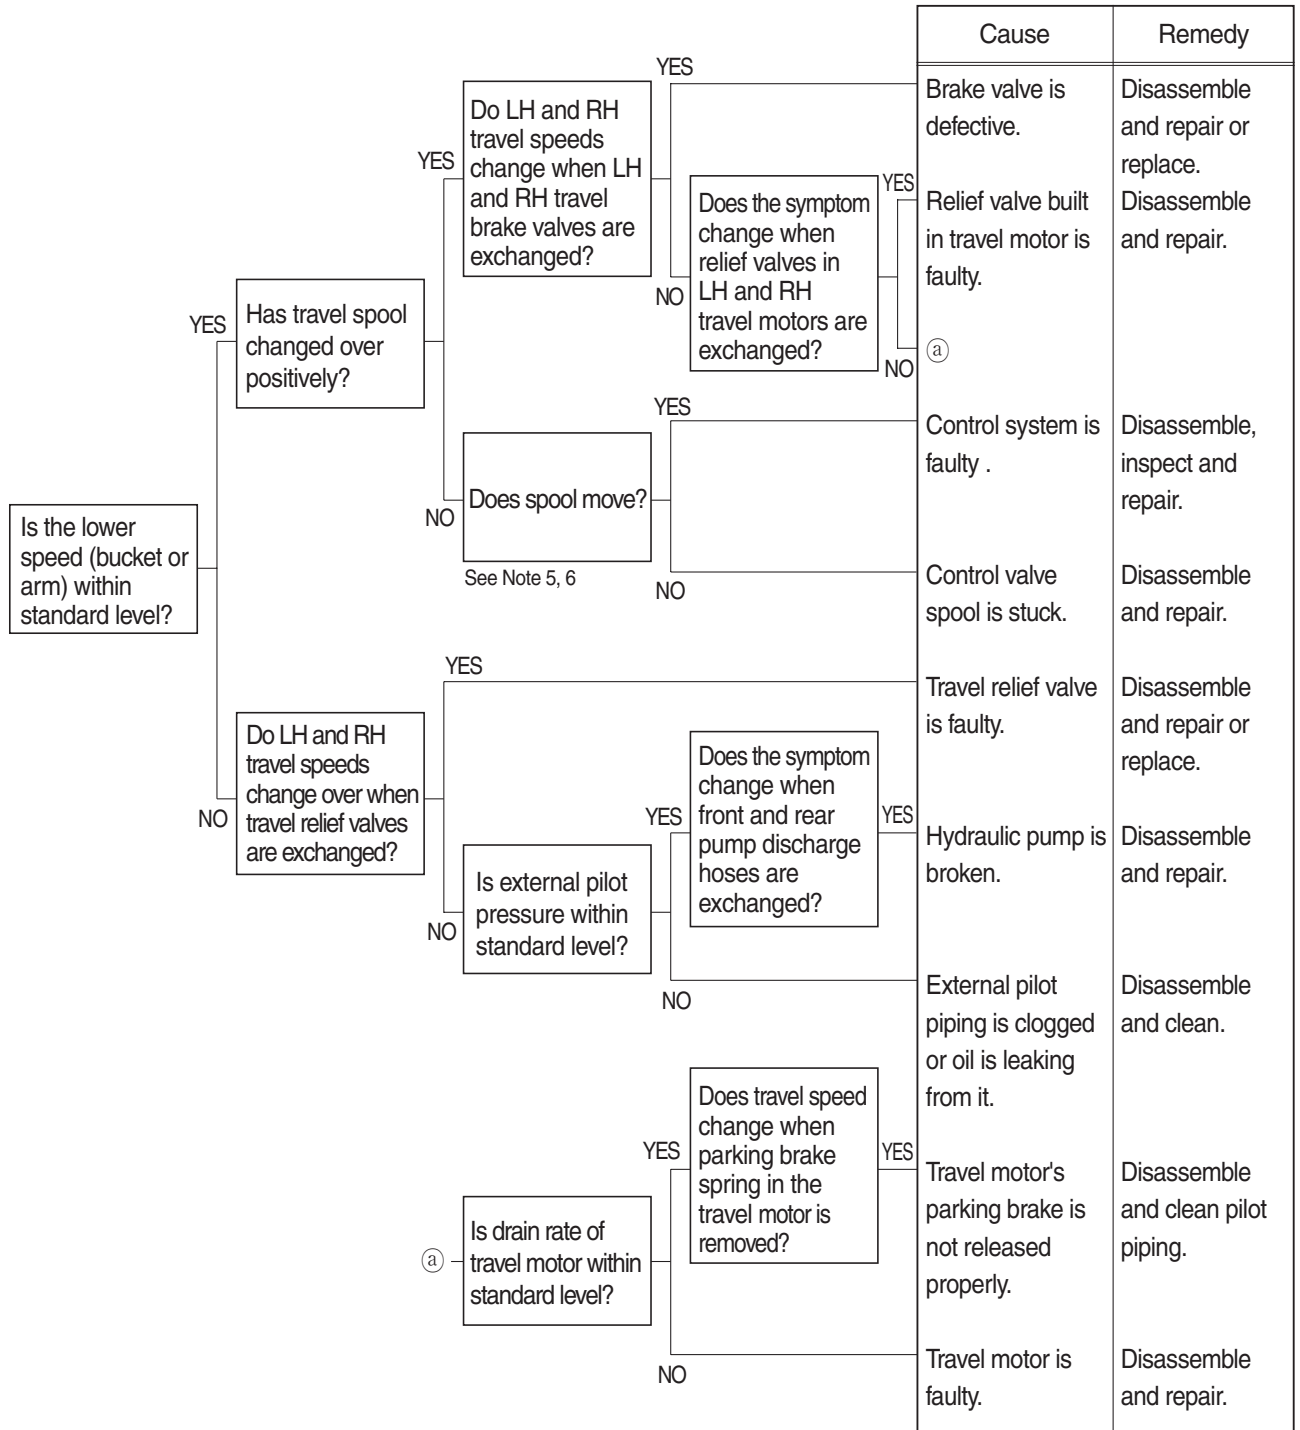 Cause
Remedy
YES
Do LH and RH
travel speeds
change when LH
and RH travel
brake valves are
exchanged?
Brake valve is
defective.
Disassemble
and repair or
replace.
YES
Does the symptom
change when
relief valves in
LH and RH
travel motors are
exchanged?
YES
NO
NO
Relief valve built
in travel motor is
faulty.
Disassemble
and repair.
ⓐ
YES
Has travel spool
changed over
positively?
NO
Does spool move?
See Note 5, 6
YES
NO
Control system is
faulty .
Disassemble,
inspect and
repair.
Control valve
spool is stuck.
Disassemble
and repair.
Is the lower
speed (bucket or
arm) within
standard level?
NO
Do LH and RH
travel speeds
change over when
travel relief valves
are exchanged?
YES
Travel relief valve
is faulty.
Disassemble
and repair or
replace.
NO
Is external pilot
pressure within
standard level?
YES
Does the symptom
change when
front and rear
pump discharge
hoses are
exchanged?
YES
Hydraulic pump is
broken.
Disassemble
and repair.
NO
External pilot
piping is clogged
or oil is leaking
from it.
Disassemble
and clean.
ⓐ
Is drain rate of
travel motor within
standard level?
YES
Does travel speed
change when
parking brake
spring in the
travel motor is
removed?
YES
Travel motor's
parking brake is
not released
properly.
Disassemble
and clean pilot
piping.
NO
Travel motor is
faulty.
Disassemble
and repair.